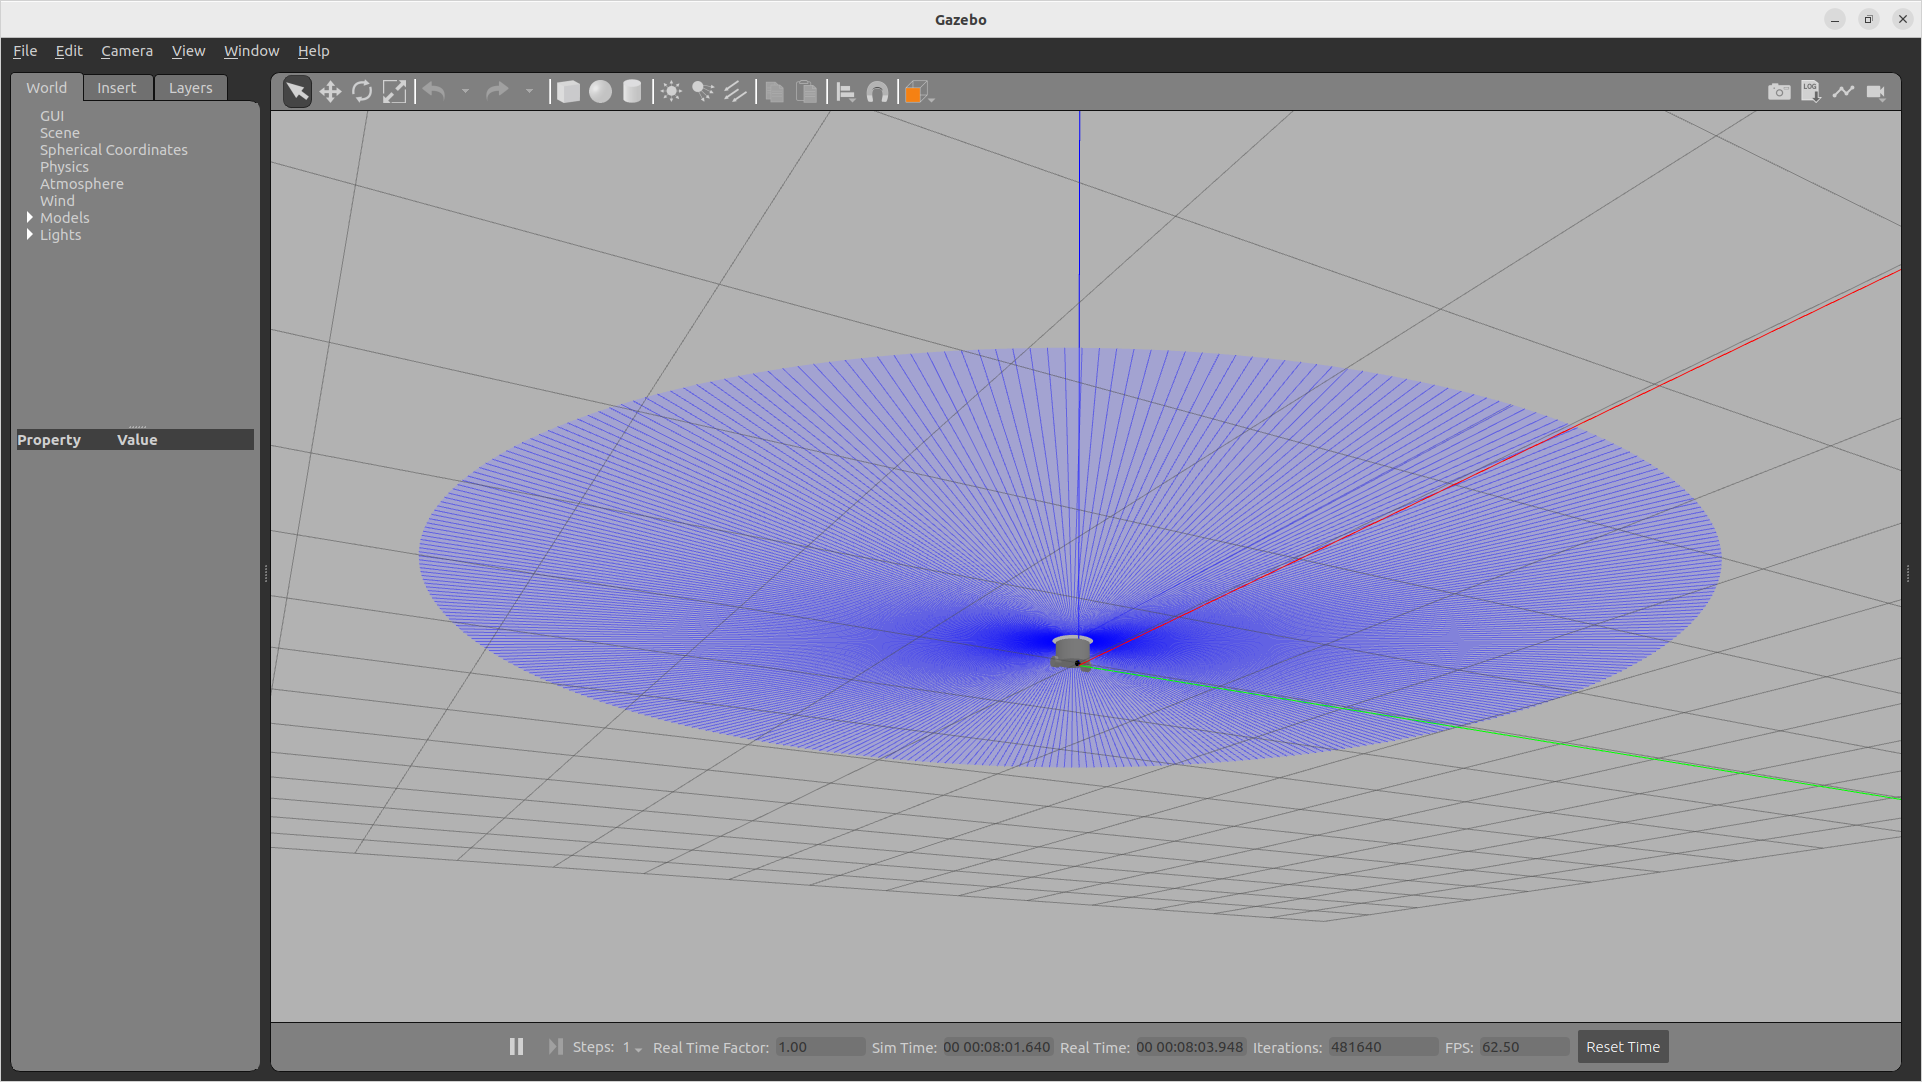 Gazebo
File Edit Camera View Window Help
World Insert Layers
LOG
GUI
Scene
Spherical Coordinates
Physics
Atmosphere
Wind
Models
Lights
Property Value
Steps: 1 Real Time Factor: 1.00 Sim Time: 00 00:08:01.640 Real Time: 00 00:08:03.948 Iterations: 481640 FPS: 62.50 Reset Time